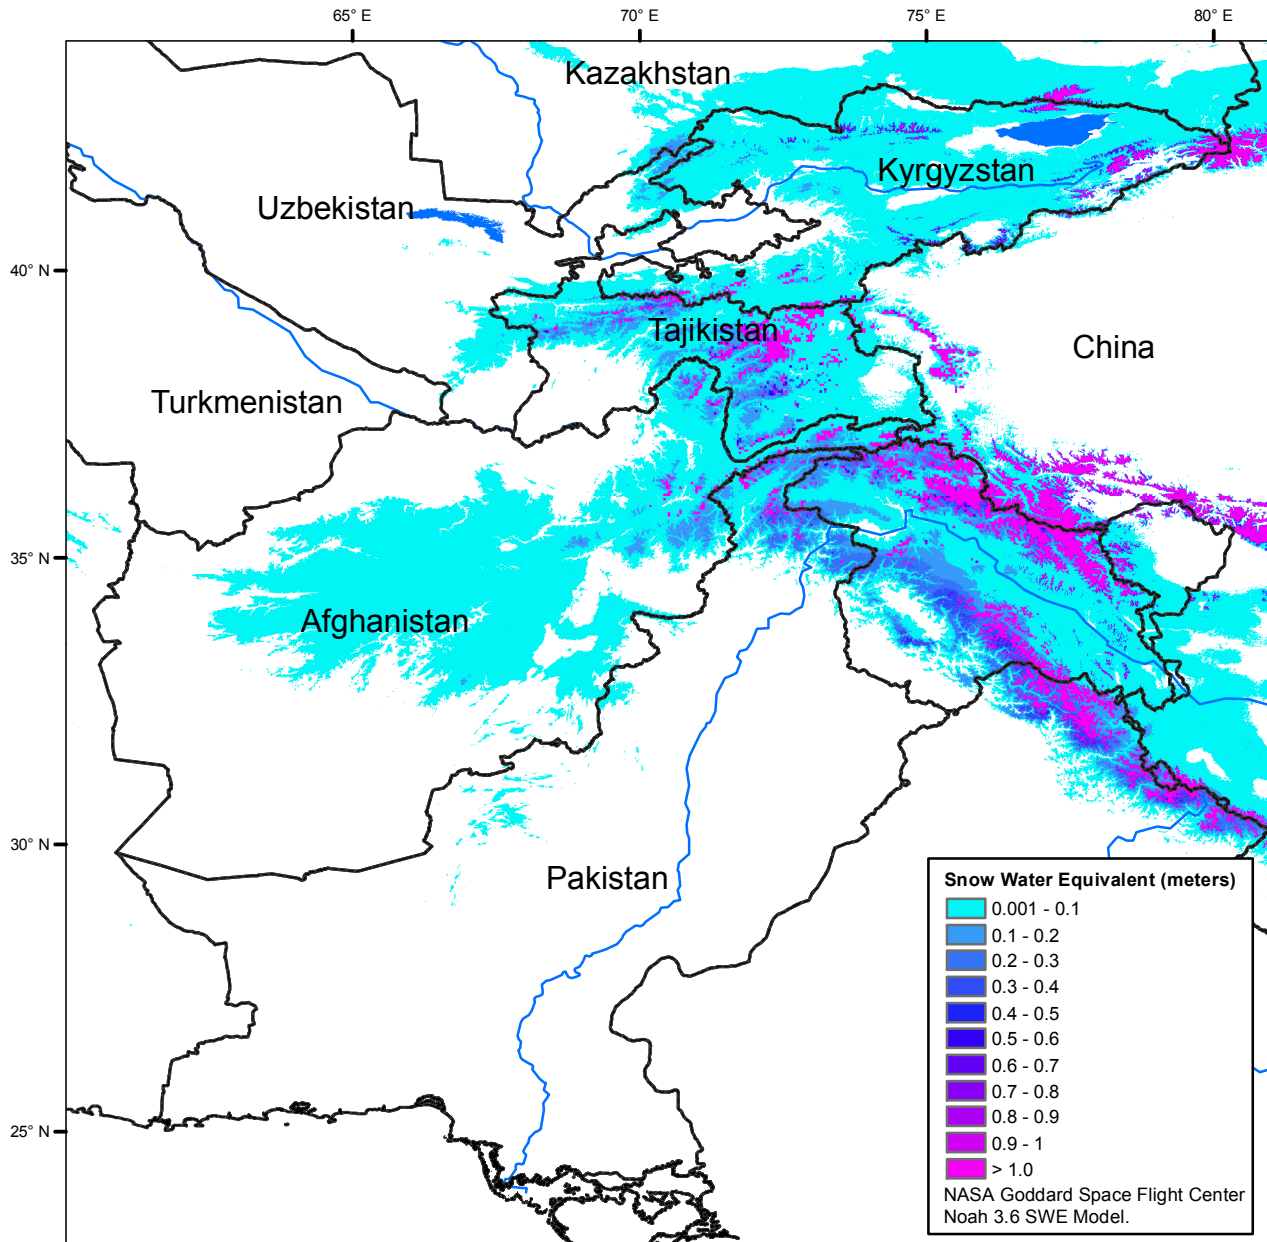 65° E
70° E
75° E
80° E
Kazakhstan
Kyrgyzstan
Uzbekistan
40° N
Tajikistan
China
Turkmenistan
35° N
Afghanistan
30° N
Pakistan
25° N
Snow Water Equivalent (meters)
0.001 - 0.1
0.1 - 0.2
0.2 - 0.3
0.3 - 0.4
0.4 - 0.5
0.5 - 0.6
0.6 - 0.7
0.7 - 0.8
0.8 - 0.9
0.9 - 1
> 1.0
NASA Goddard Space Flight Center
Noah 3.6 SWE Model.